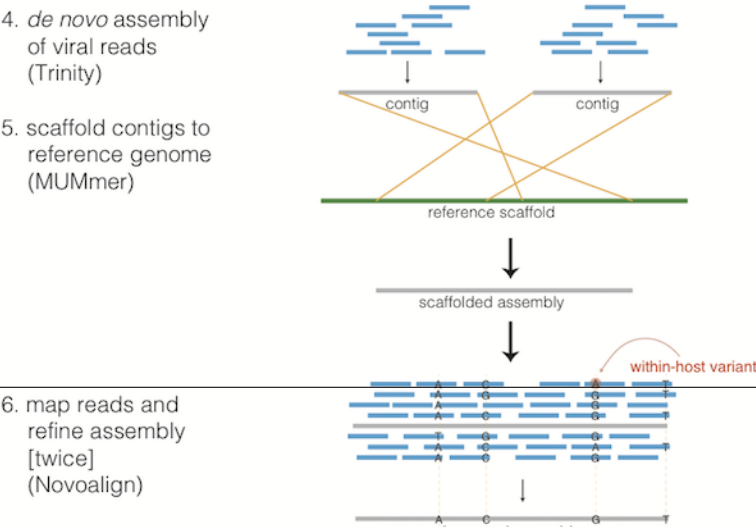 4. de novo assembly
of viral reads
(Trinity)
contig
contig
5. scaffold contigs to
reference genome
(MUMmer)
reference scaffold
scaffolded assembly
within-host variant
6. map reads and
refine assembly
[twice]
(Novoalign)
A C A T
A G G T
A C G
A C G T
T G G
A C A T
A C G
A C G T